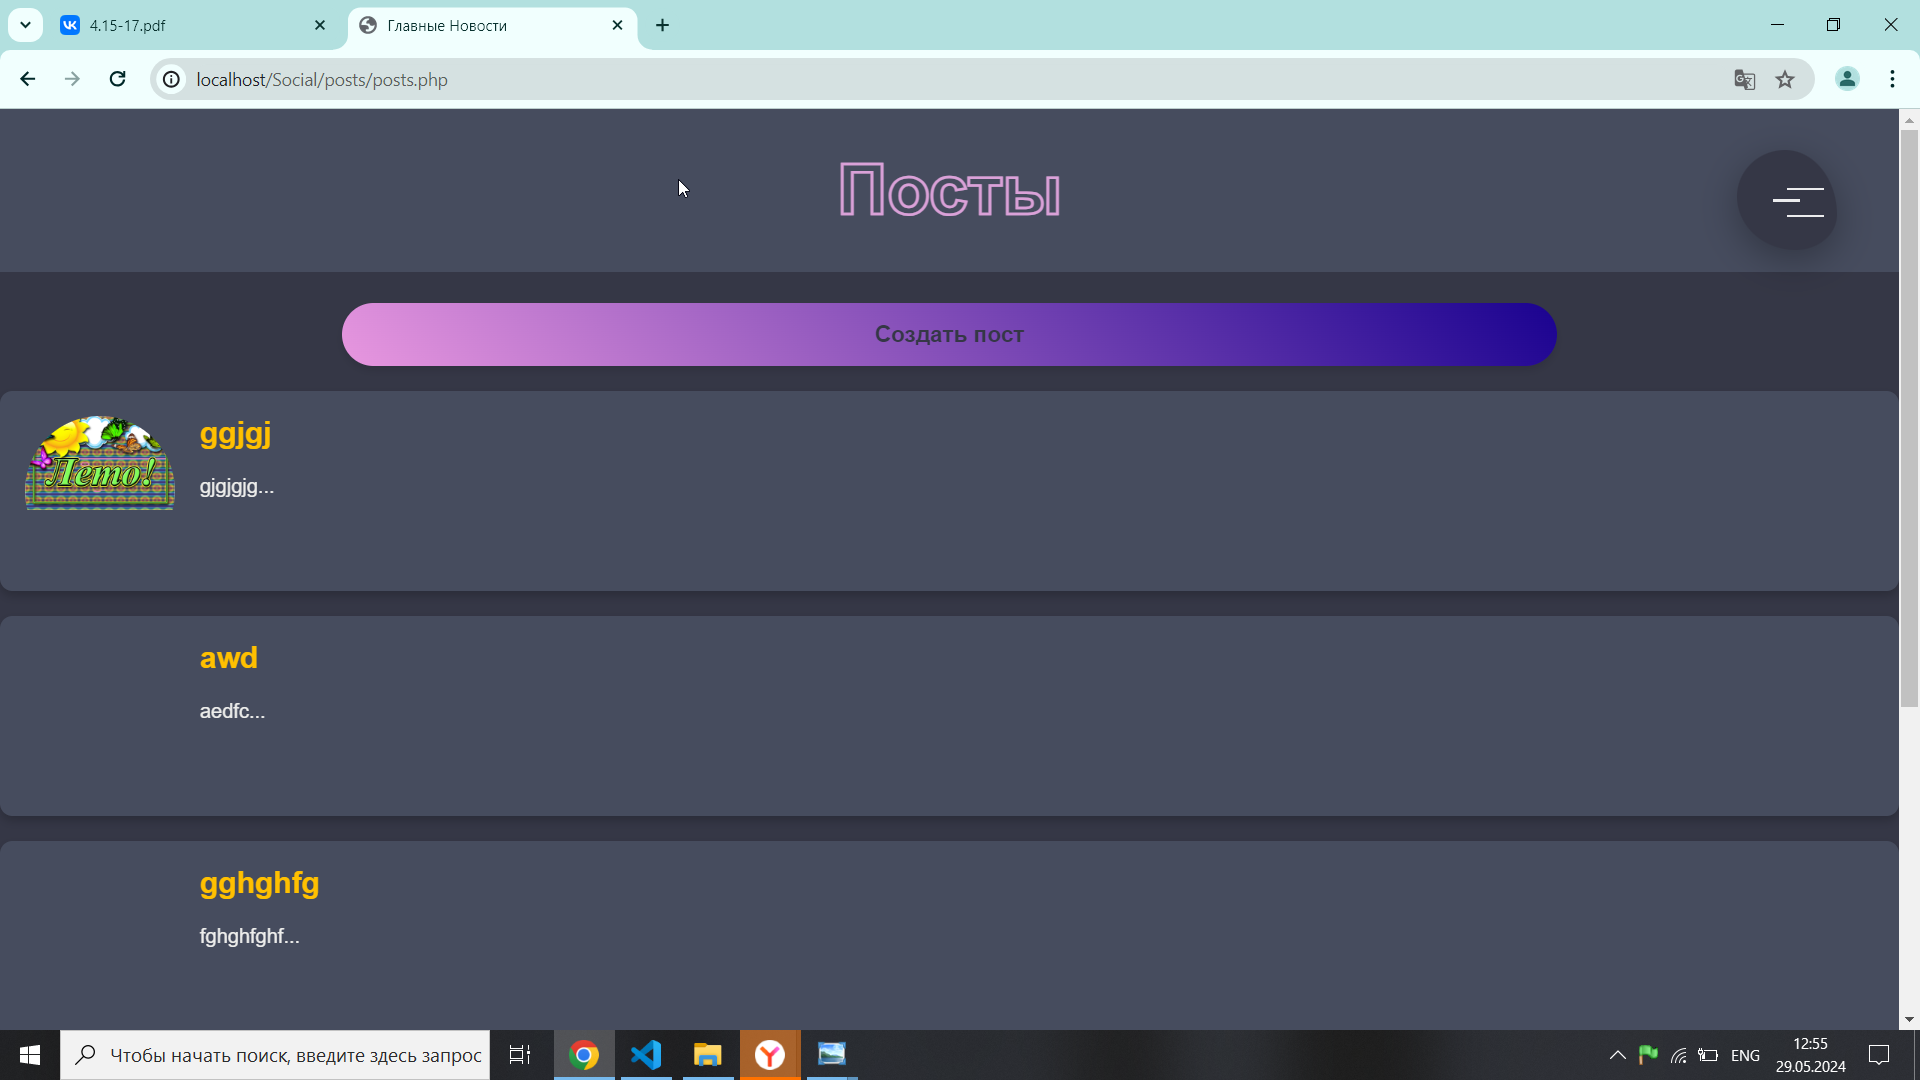 4.15-17.pdf
Главные Новости
localhost/Social/posts/posts.php
Посты
Создать пост
Лето!
ggjgj
gjgjgjg...
awd
aedfc...
gghghfg
fghghfghf...
Чтобы начать поиск, введите здесь запрос
ENG
12:55
29.05.2024